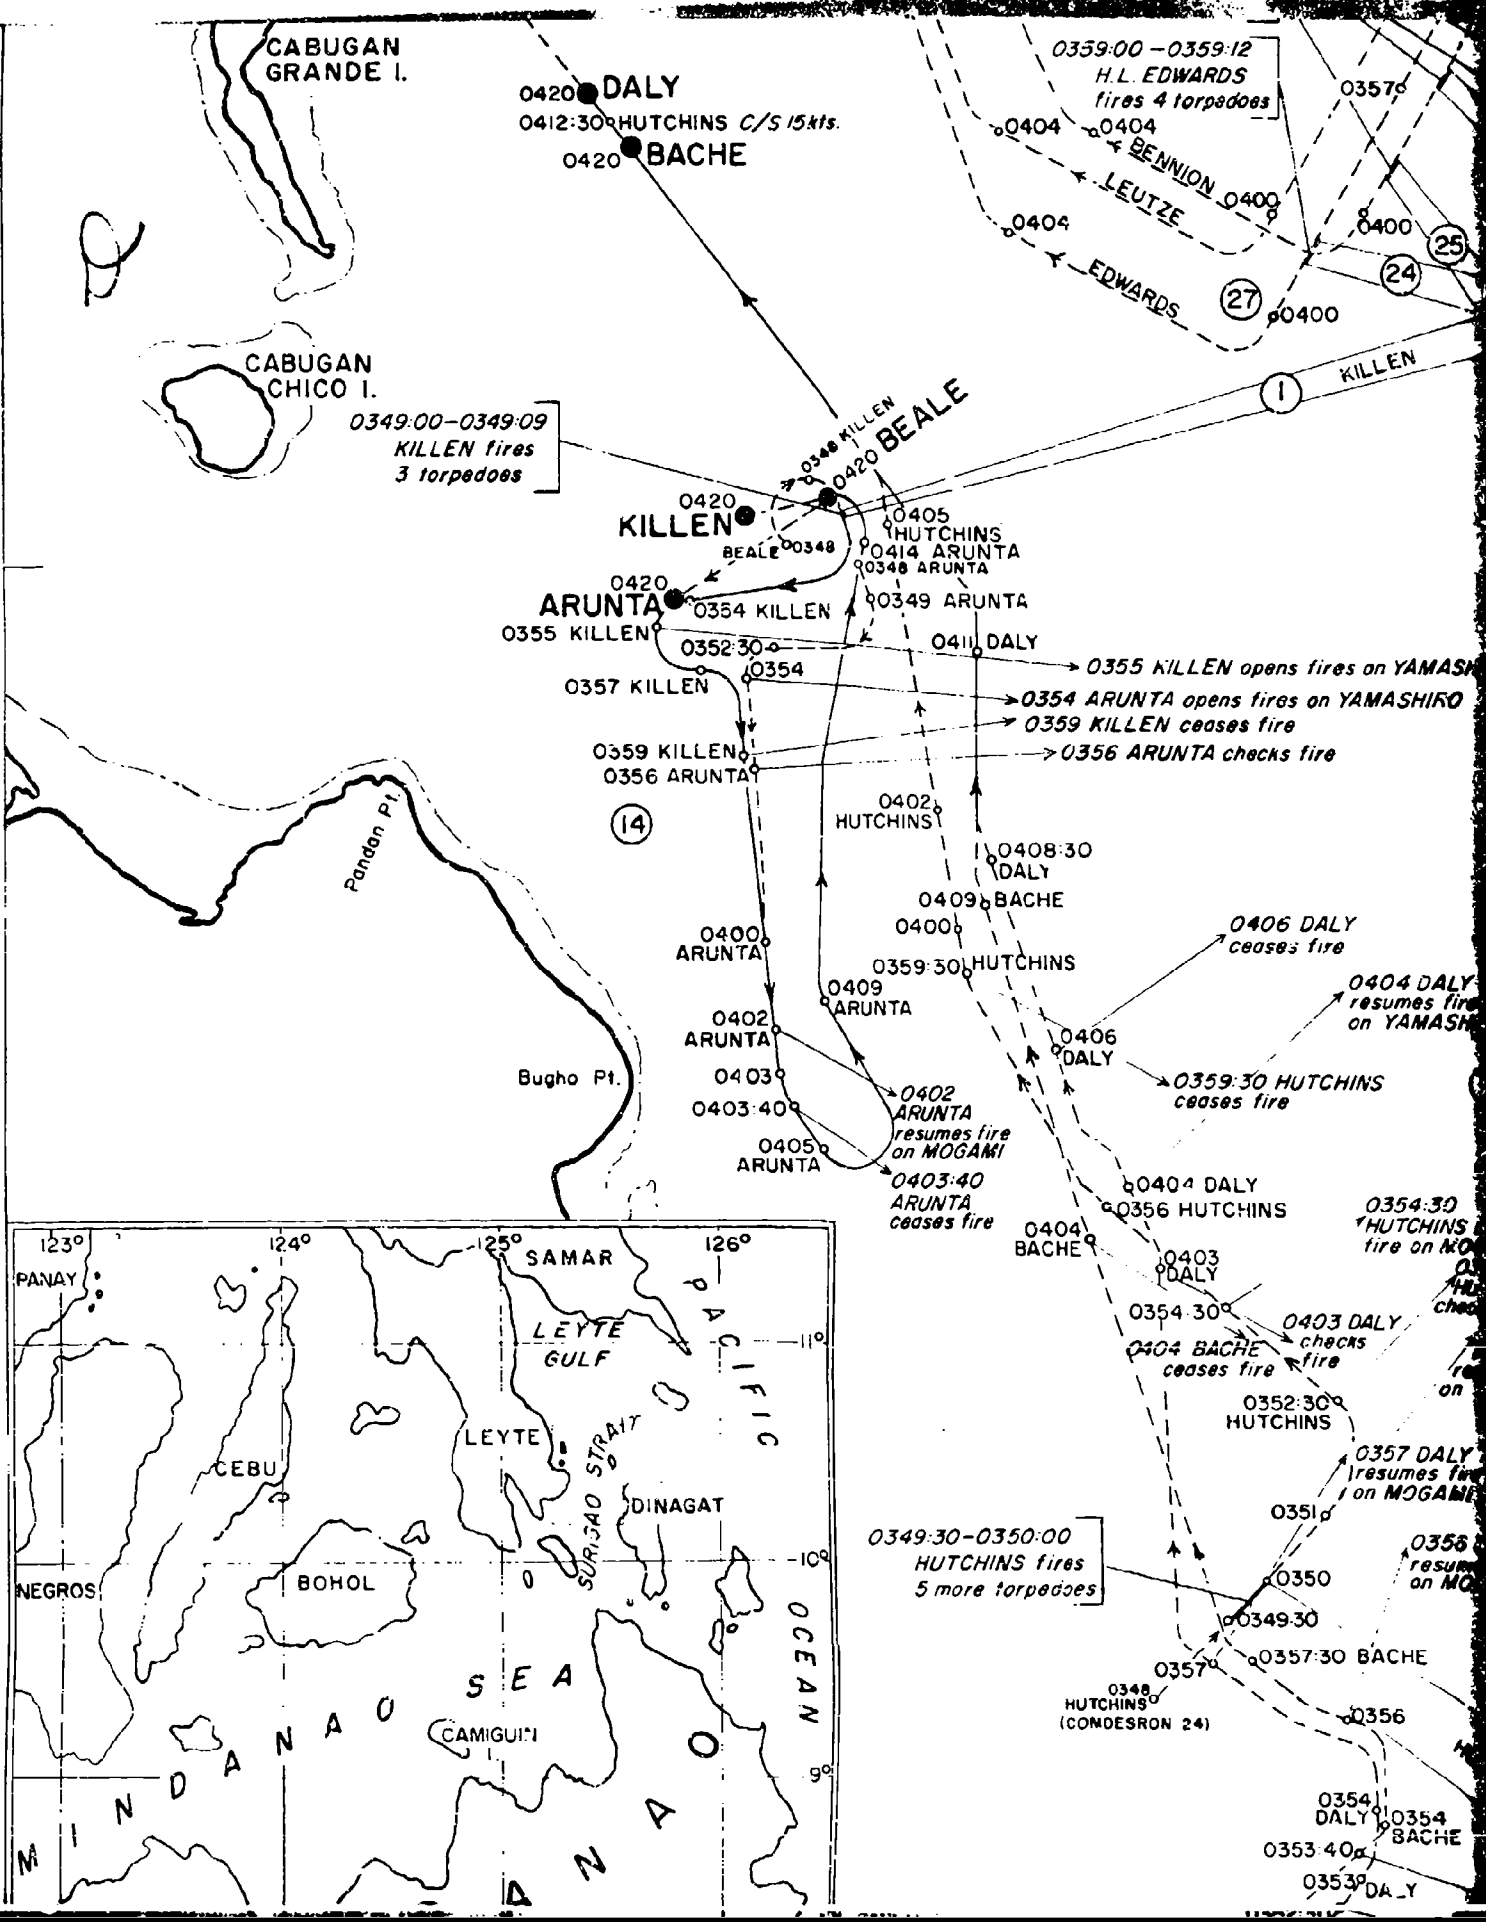 CABUGAN
GRANDE I.
0420 DALY
0412:30 HUTCHINS C/S 15 kts.
0420 BACHE
0359:00 – 0359:12
H.L. EDWARDS
fires 4 torpedoes
0357
0404
0404
BENNION
LEUTZE
0400
0400
0404
EDWARDS
25
24
27
0400
KILLEN
1
CABUGAN
CHICO I.
0349:00–0349:09
KILLEN fires
3 torpedoes
0348 KILLEN
0420 BEALE
0420
KILLEN
BEALE 0348
0405
HUTCHINS
0414 ARUNTA
0348 ARUNTA
0420
ARUNTA
0354 KILLEN
0349 ARUNTA
0355 KILLEN
0352:30
0411 DALY
0354
0357 KILLEN
0355 KILLEN opens fires on YAMASH
0354 ARUNTA opens fires on YAMASHIRO
0359 KILLEN ceases fire
0356 ARUNTA checks fire
0359 KILLEN
0356 ARUNTA
14
0402
HUTCHINS
Pandan Pt.
0408:30
DALY
0409 BACHE
0400
0359:30 HUTCHINS
0400
ARUNTA
0409
ARUNTA
0402
ARUNTA
0403
0403:40
0405
ARUNTA
Bugho Pt.
0406 DALY
ceases fire
0404 DALY
resumes fire
on YAMASH
0406
DALY
0359:30 HUTCHINS
ceases fire
0402
ARUNTA
resumes fire
on MOGAMI
0403:40
ARUNTA
ceases fire
0404 DALY
0356 HUTCHINS
0404
BACHE
0403
DALY
0354:30
0354:30
HUTCHINS
fire on MO
0403 DALY
checks
fire
0404 BACHE
ceases fire
on
0352:30
HUTCHINS
0357 DALY
resumes fire
on MOGAMI
0351
0349:30–0350:00
HUTCHINS fires
5 more torpedoes
0358
resum
on MO
0350
0349:30
0357
0357:30 BACHE
0348
HUTCHINS
(COMDESRON 24)
0356
0354
DALY
0354
BACHE
0353:40
0353
DALY
123°
124°
125°
126°
PANAY
SAMAR
LEYTE
GULF
11°
PACIFIC
OCEAN
LEYTE
CEBU
SURIGAO STRAIT
DINAGAT
10°
NEGROS
BOHOL
MINDANAO SEA
CAMIGUIN
9°